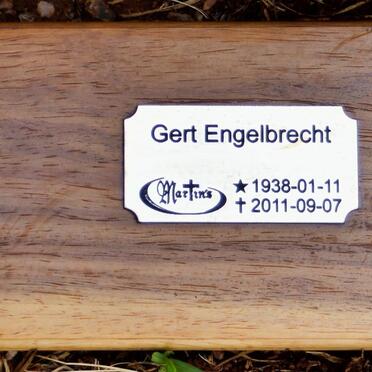 Gert Engelbrecht
Martin's
★ 1938-01-11
✝ 2011-09-07